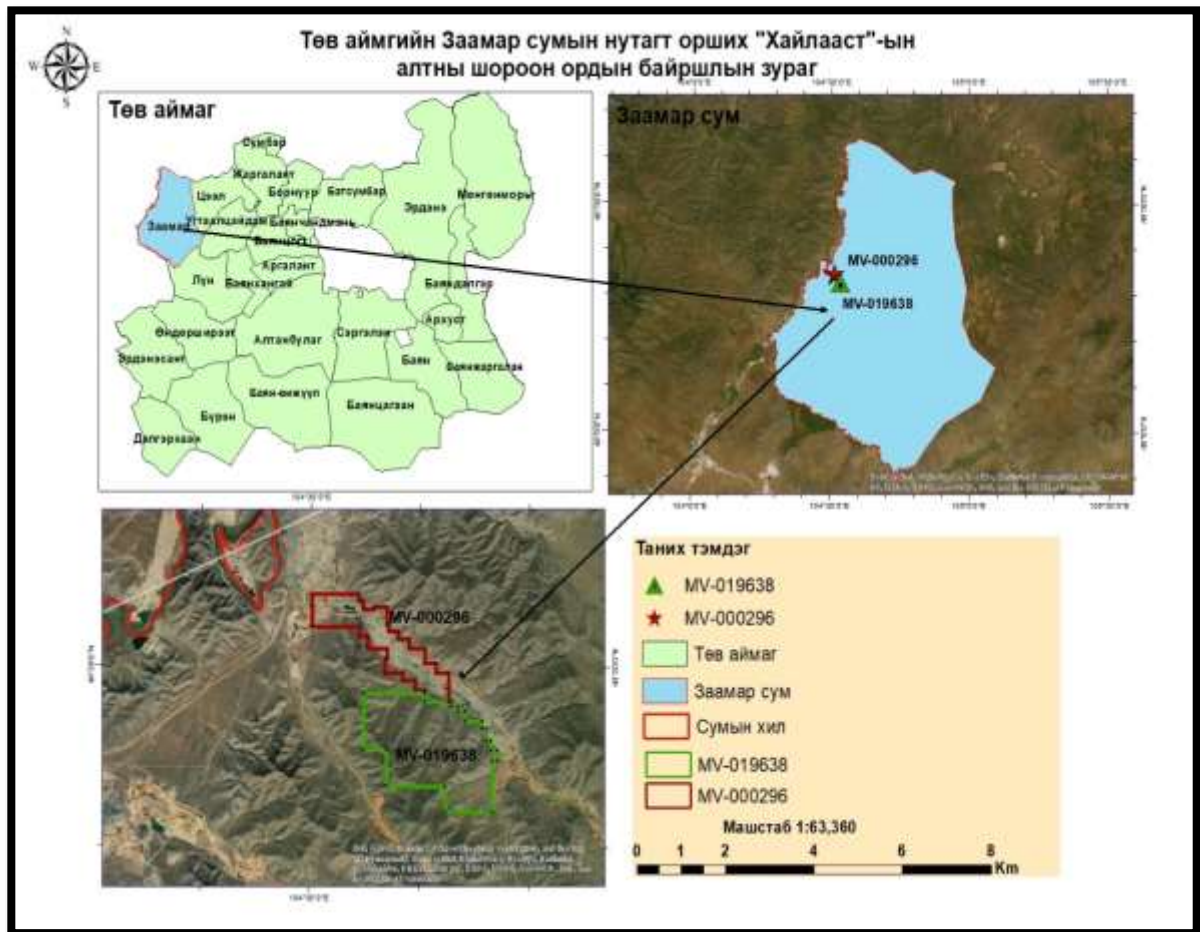 N
W E
S
Төв аймгийн Заамар сумын нутагт орших "Хайлааст"-ын
алтны шороон ордын байршлын зураг
Төв аймаг
Сүмбэр
Жаргалант
Цээл
Борнуур
Батсүмбэр
Мөнгөнморьт
Эрдэнэ
Угтаалцайдам
Баянчандмань
Заамар
Аргалант
Лүн
Баянхангай
Баяндэлгэр
Өндөрширээт
Алтанбулаг
Сэргэлэн
Архуст
Эрдэнэсант
Баян
Баянжаргалан
Баян-өнжүүл
Бүрэн
Баянцагаан
Дэлгэрхаан
Заамар сум
MV-000296
MV-019638
MV-000296
MV-019638
Таних тэмдэг
MV-019638
MV-000296
Төв аймаг
Заамар сум
Сумын хил
MV-019638
MV-000296
Машстаб 1:63,360
0 1 2 4 6 8
Km